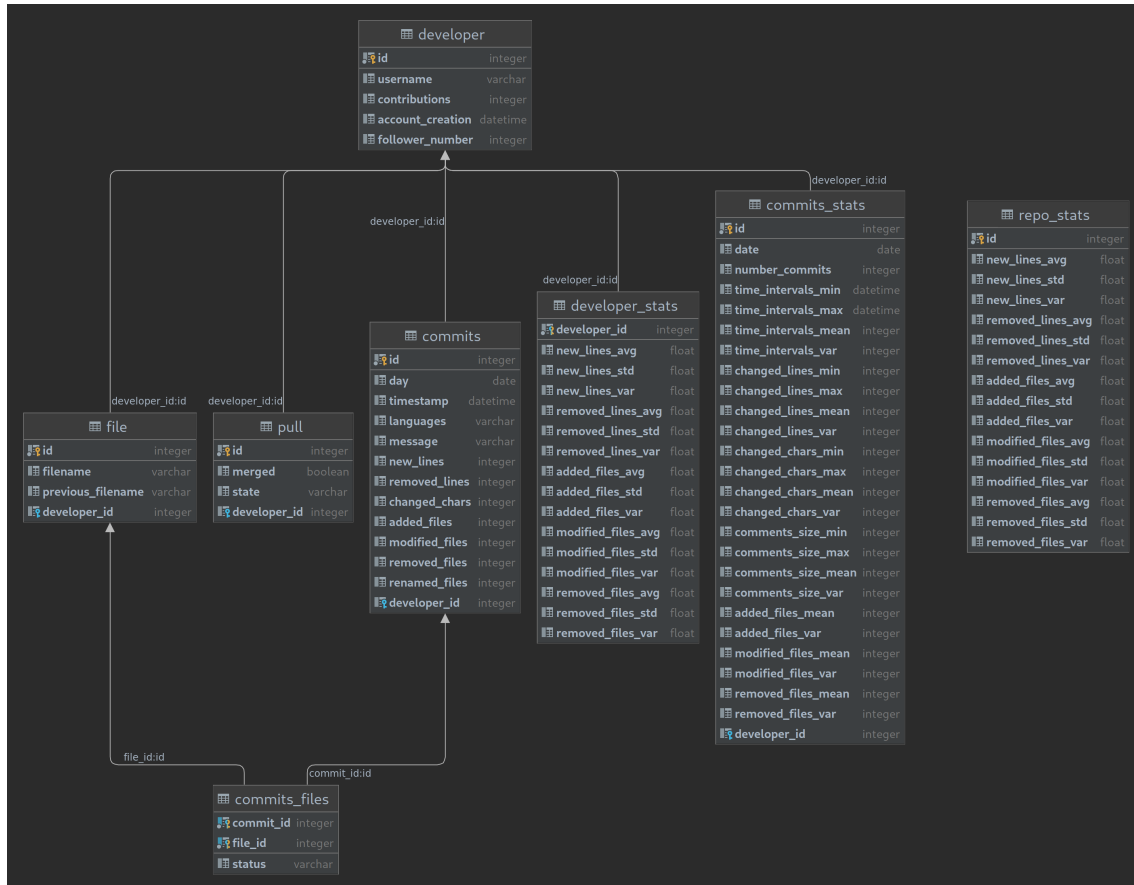 developer
id integer
username varchar
contributions integer
account_creation datetime
follower_number integer
developer_id:id
developer_id:id
developer_id:id
developer_id:id
developer_id:id
commits_stats
id integer
date date
number_commits integer
time_intervals_min datetime
time_intervals_max datetime
time_intervals_mean integer
time_intervals_var integer
changed_lines_min integer
changed_lines_max integer
changed_lines_mean integer
changed_lines_var integer
changed_chars_min integer
changed_chars_max integer
changed_chars_mean integer
changed_chars_var integer
comments_size_min integer
comments_size_max integer
comments_size_mean integer
comments_size_var integer
added_files_mean integer
added_files_var integer
modified_files_mean integer
modified_files_var integer
removed_files_mean integer
removed_files_var integer
developer_id integer
repo_stats
id integer
new_lines_avg float
new_lines_std float
new_lines_var float
removed_lines_avg float
removed_lines_std float
removed_lines_var float
added_files_avg float
added_files_std float
added_files_var float
modified_files_avg float
modified_files_std float
modified_files_var float
removed_files_avg float
removed_files_std float
removed_files_var float
developer_stats
developer_id integer
new_lines_avg float
new_lines_std float
new_lines_var float
removed_lines_avg float
removed_lines_std float
removed_lines_var float
added_files_avg float
added_files_std float
added_files_var float
modified_files_avg float
modified_files_std float
modified_files_var float
removed_files_avg float
removed_files_std float
removed_files_var float
commits
id integer
day date
timestamp datetime
languages varchar
message varchar
new_lines integer
removed_lines integer
changed_chars integer
added_files integer
modified_files integer
removed_files integer
renamed_files integer
developer_id integer
file
id integer
filename varchar
previous_filename varchar
developer_id integer
pull
id integer
merged boolean
state varchar
developer_id integer
file_id:id
commit_id:id
commits_files
commit_id integer
file_id integer
status varchar